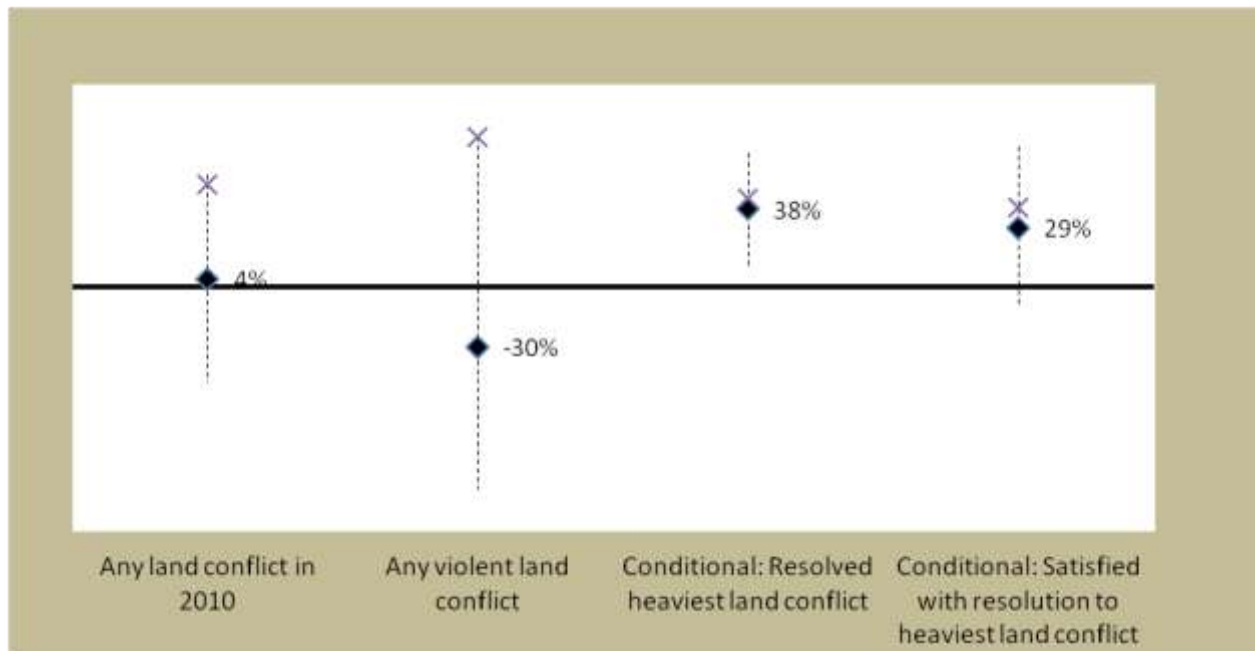 4%
-30%
38%
29%
Any land conflict in
2010
Any violent land
conflict
Conditional: Resolved
heaviest land conflict
Conditional: Satisfied
with resolution to
heaviest land conflict